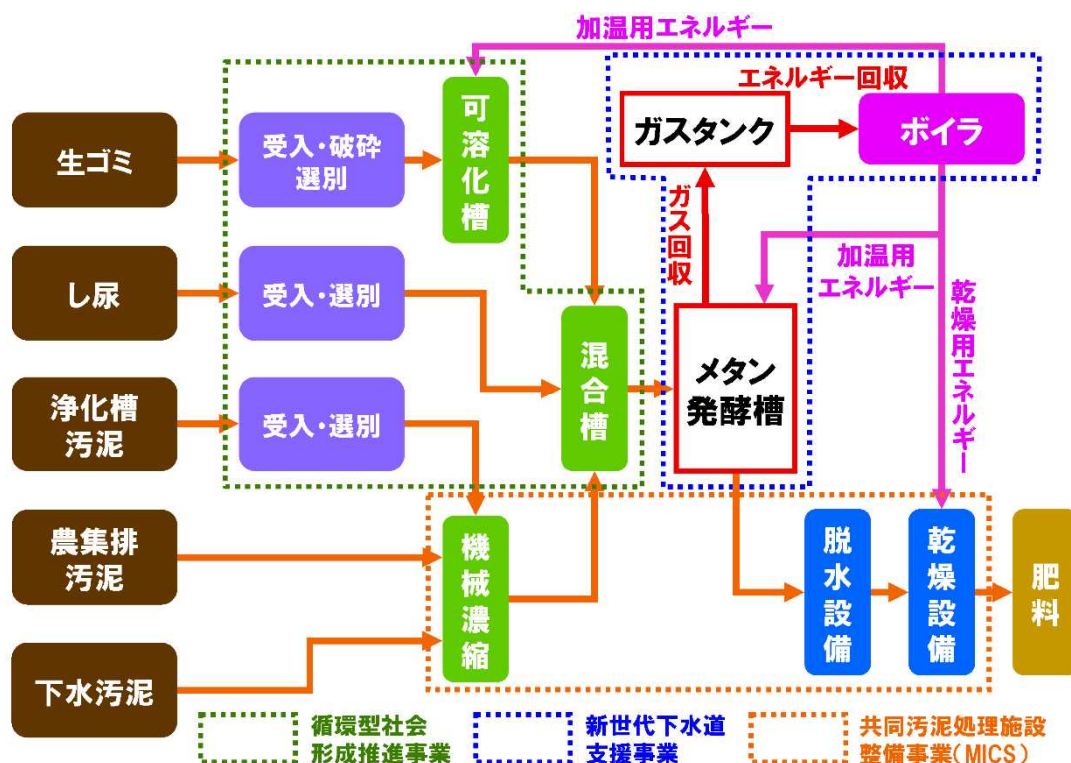 加温用エネルギー
エネルギー回収
生ゴミ
受入・破砕
選別
可溶化槽
ガスタンク
ボイラ
ガス回収
加温用
エネルギー
乾燥用エネルギー
し尿
受入・選別
混合槽
メタン
発酵槽
浄化槽
汚泥
受入・選別
農集排
汚泥
機械濃縮
脱水設備
乾燥設備
肥料
下水汚泥
循環型社会
形成推進事業
新世代下水道
支援事業
共同汚泥処理施設
整備事業(MICS)